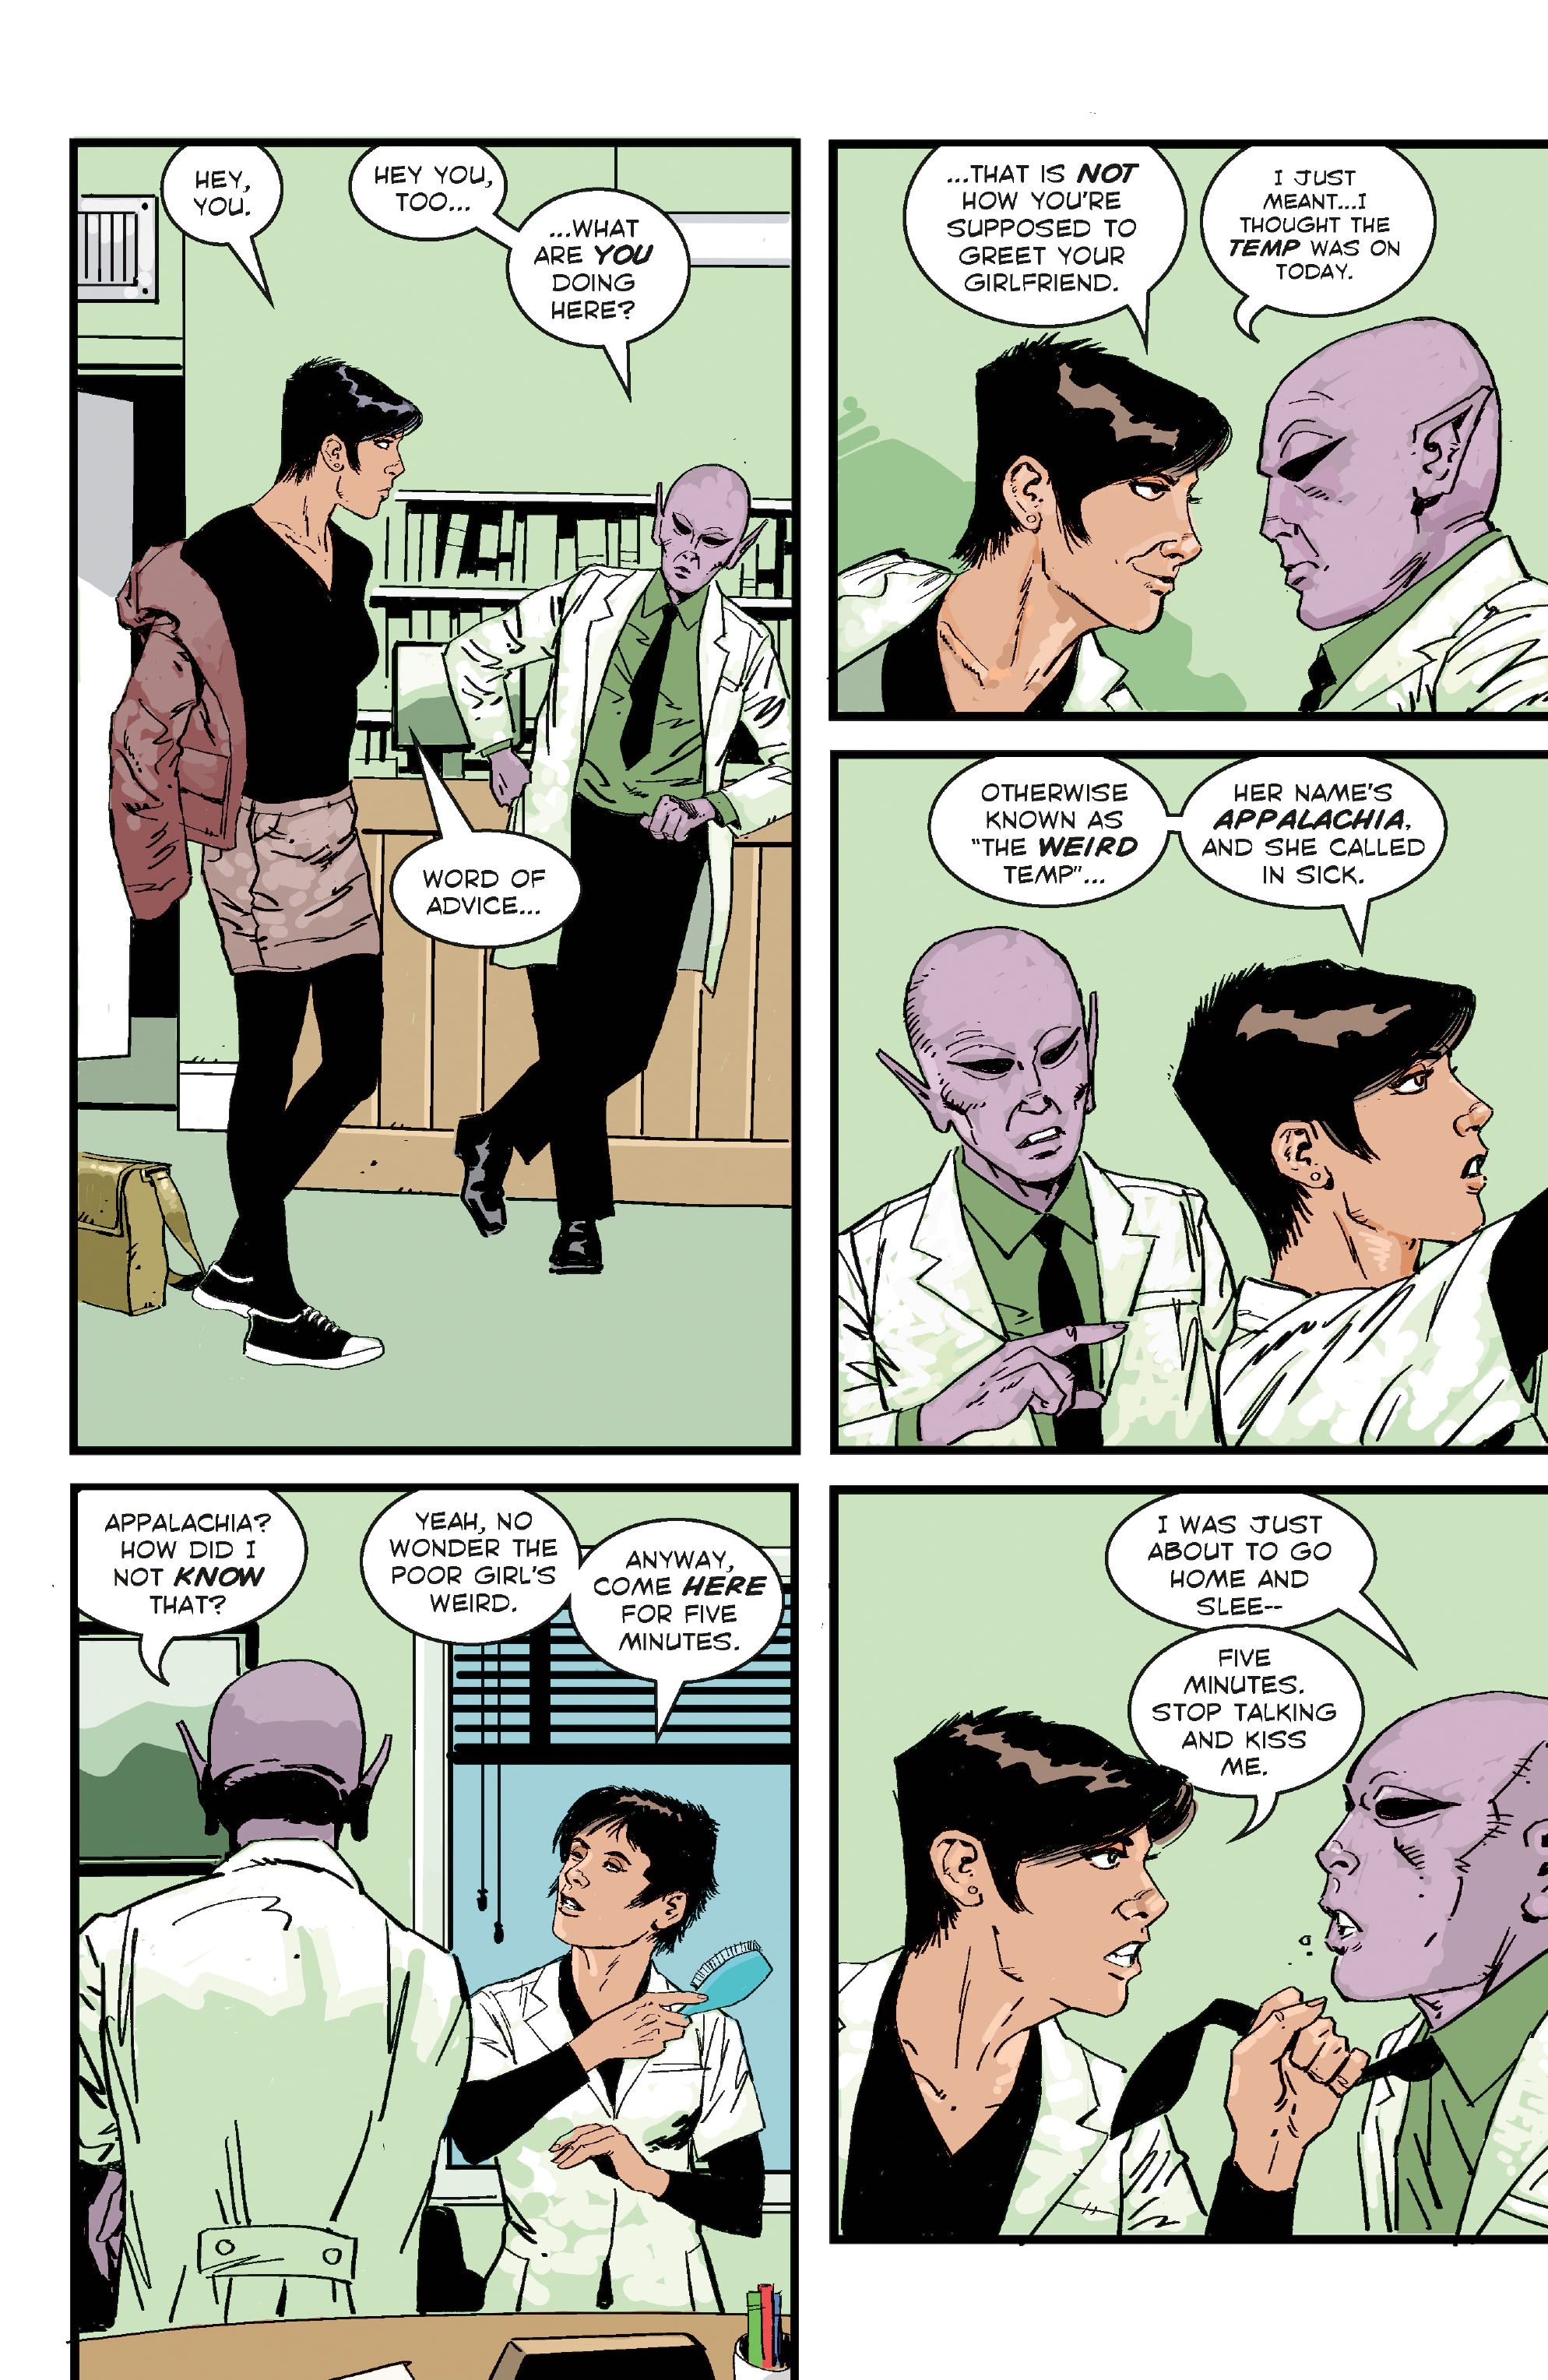 HEY,
YOU.
HEY YOU,
TOO...
...WHAT
ARE YOU
DOING
HERE?
WORD OF
ADVICE...
...THAT IS NOT
HOW YOU'RE
SUPPOSED TO
GREET YOUR
GIRLFRIEND.
I JUST
MEANT...I
THOUGHT THE
TEMP WAS ON
TODAY.
OTHERWISE
KNOWN AS
"THE WEIRD
TEMP"...
HER NAME'S
APPALACHIA,
AND SHE CALLED
IN SICK.
APPALACHIA?
HOW DID I
NOT KNOW
THAT?
YEAH, NO
WONDER THE
POOR GIRL'S
WEIRD.
ANYWAY,
COME HERE
FOR FIVE
MINUTES.
I WAS JUST
ABOUT TO GO
HOME AND
SLEE--
FIVE
MINUTES.
STOP TALKING
AND KISS
ME.